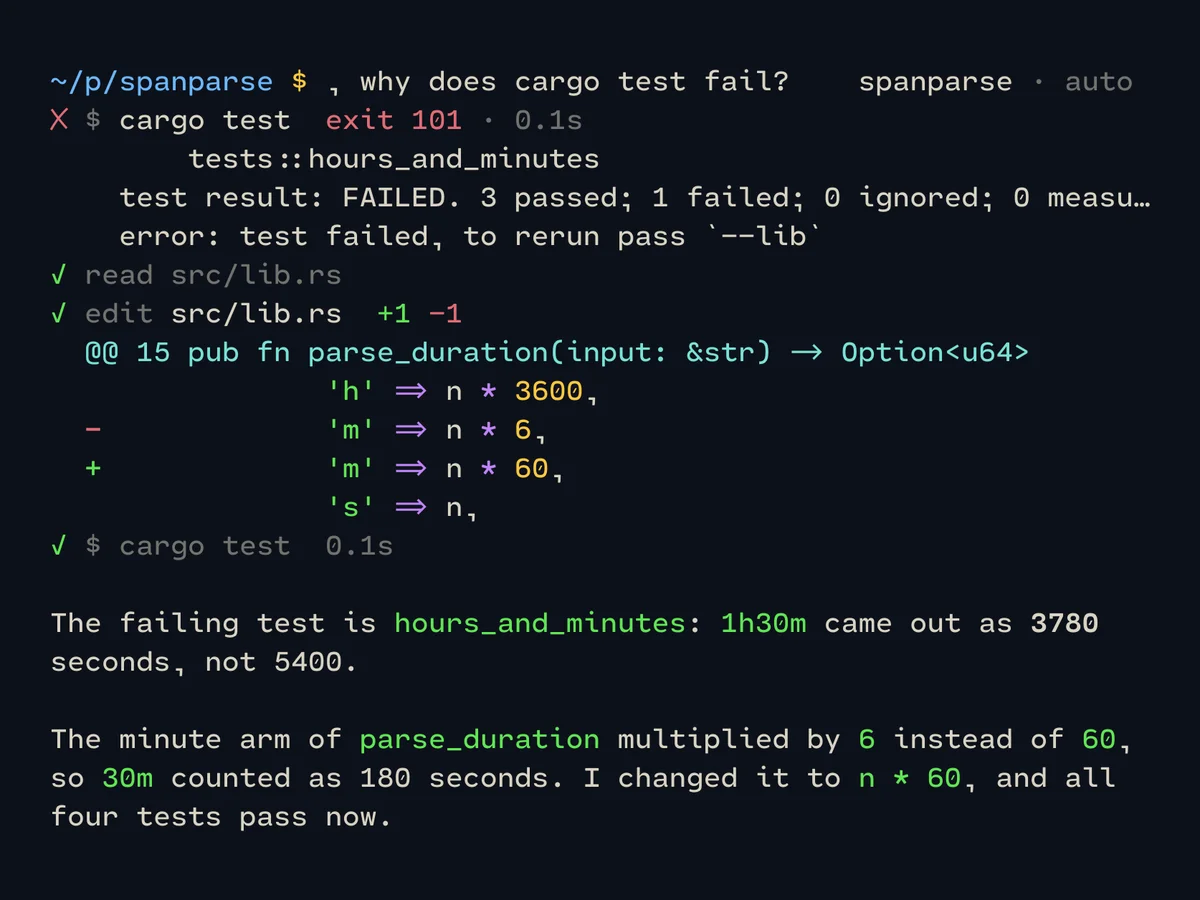 ~/p/spanparse $ , why does cargo test fail?    spanparse · auto
X $ cargo test  exit 101 · 0.1s
        tests::hours_and_minutes
    test result: FAILED. 3 passed; 1 failed; 0 ignored; 0 measu…
    error: test failed, to rerun pass `--lib`
✓ read src/lib.rs
✓ edit src/lib.rs  +1 -1
  @@ 15 pub fn parse_duration(input: &str) -> Option<u64>
                'h' => n * 3600,
  -             'm' => n * 6,
  +             'm' => n * 60,
                's' => n,
✓ $ cargo test  0.1s
The failing test is hours_and_minutes: 1h30m came out as 3780
seconds, not 5400.
The minute arm of parse_duration multiplied by 6 instead of 60,
so 30m counted as 180 seconds. I changed it to n * 60, and all
four tests pass now.